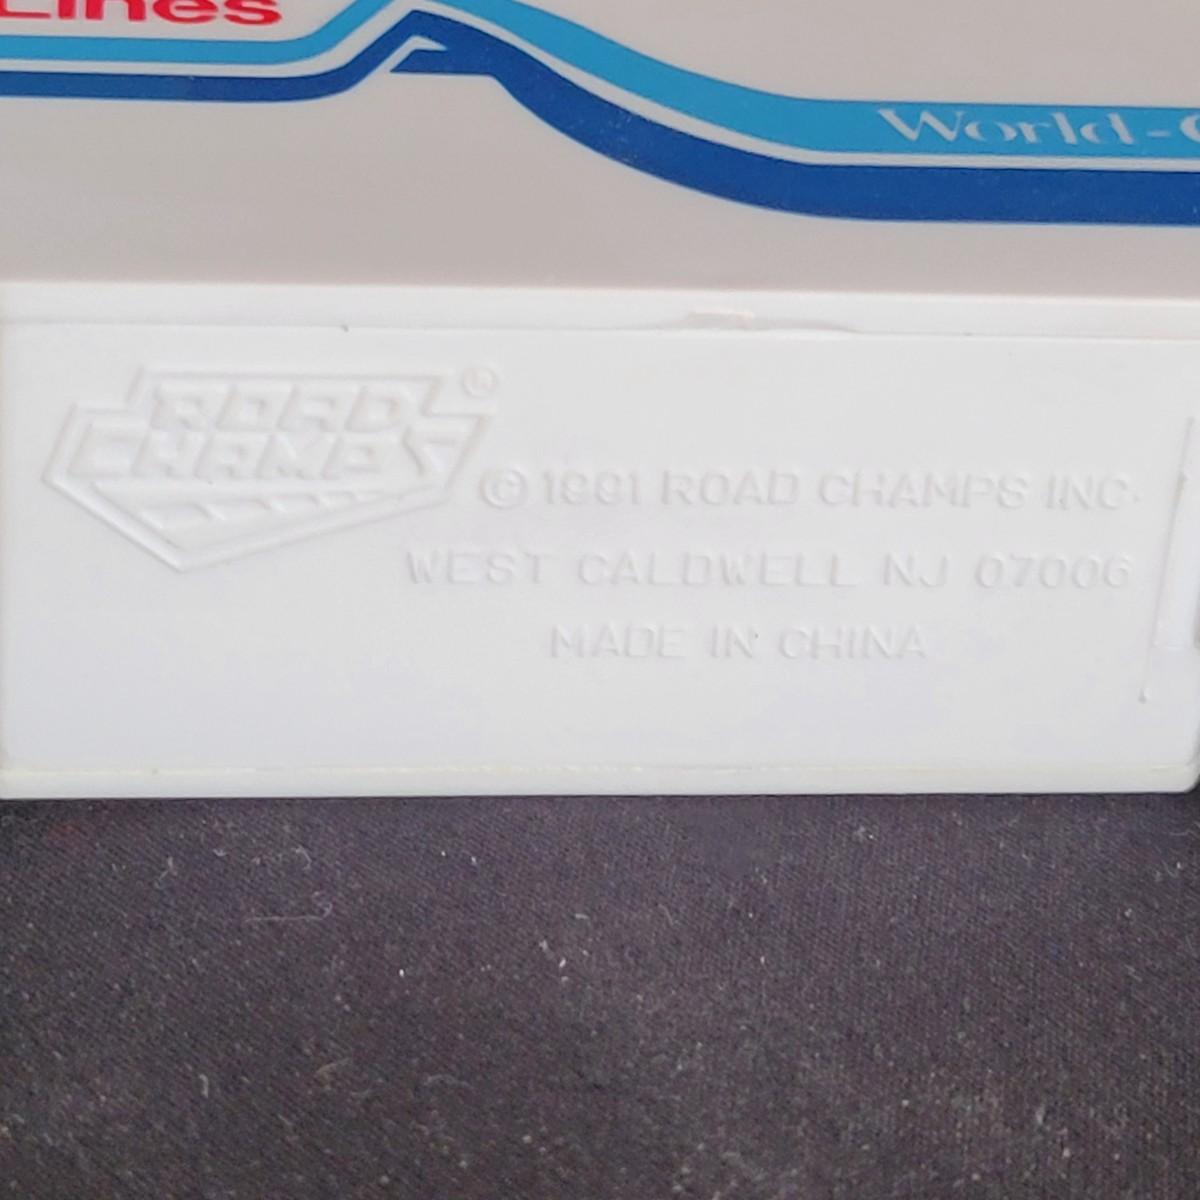 Lines
World-
ROAD
CHAMPS
®
© 1991 ROAD CHAMPS INC.
WEST CALDWELL NJ 07006
MADE IN CHINA